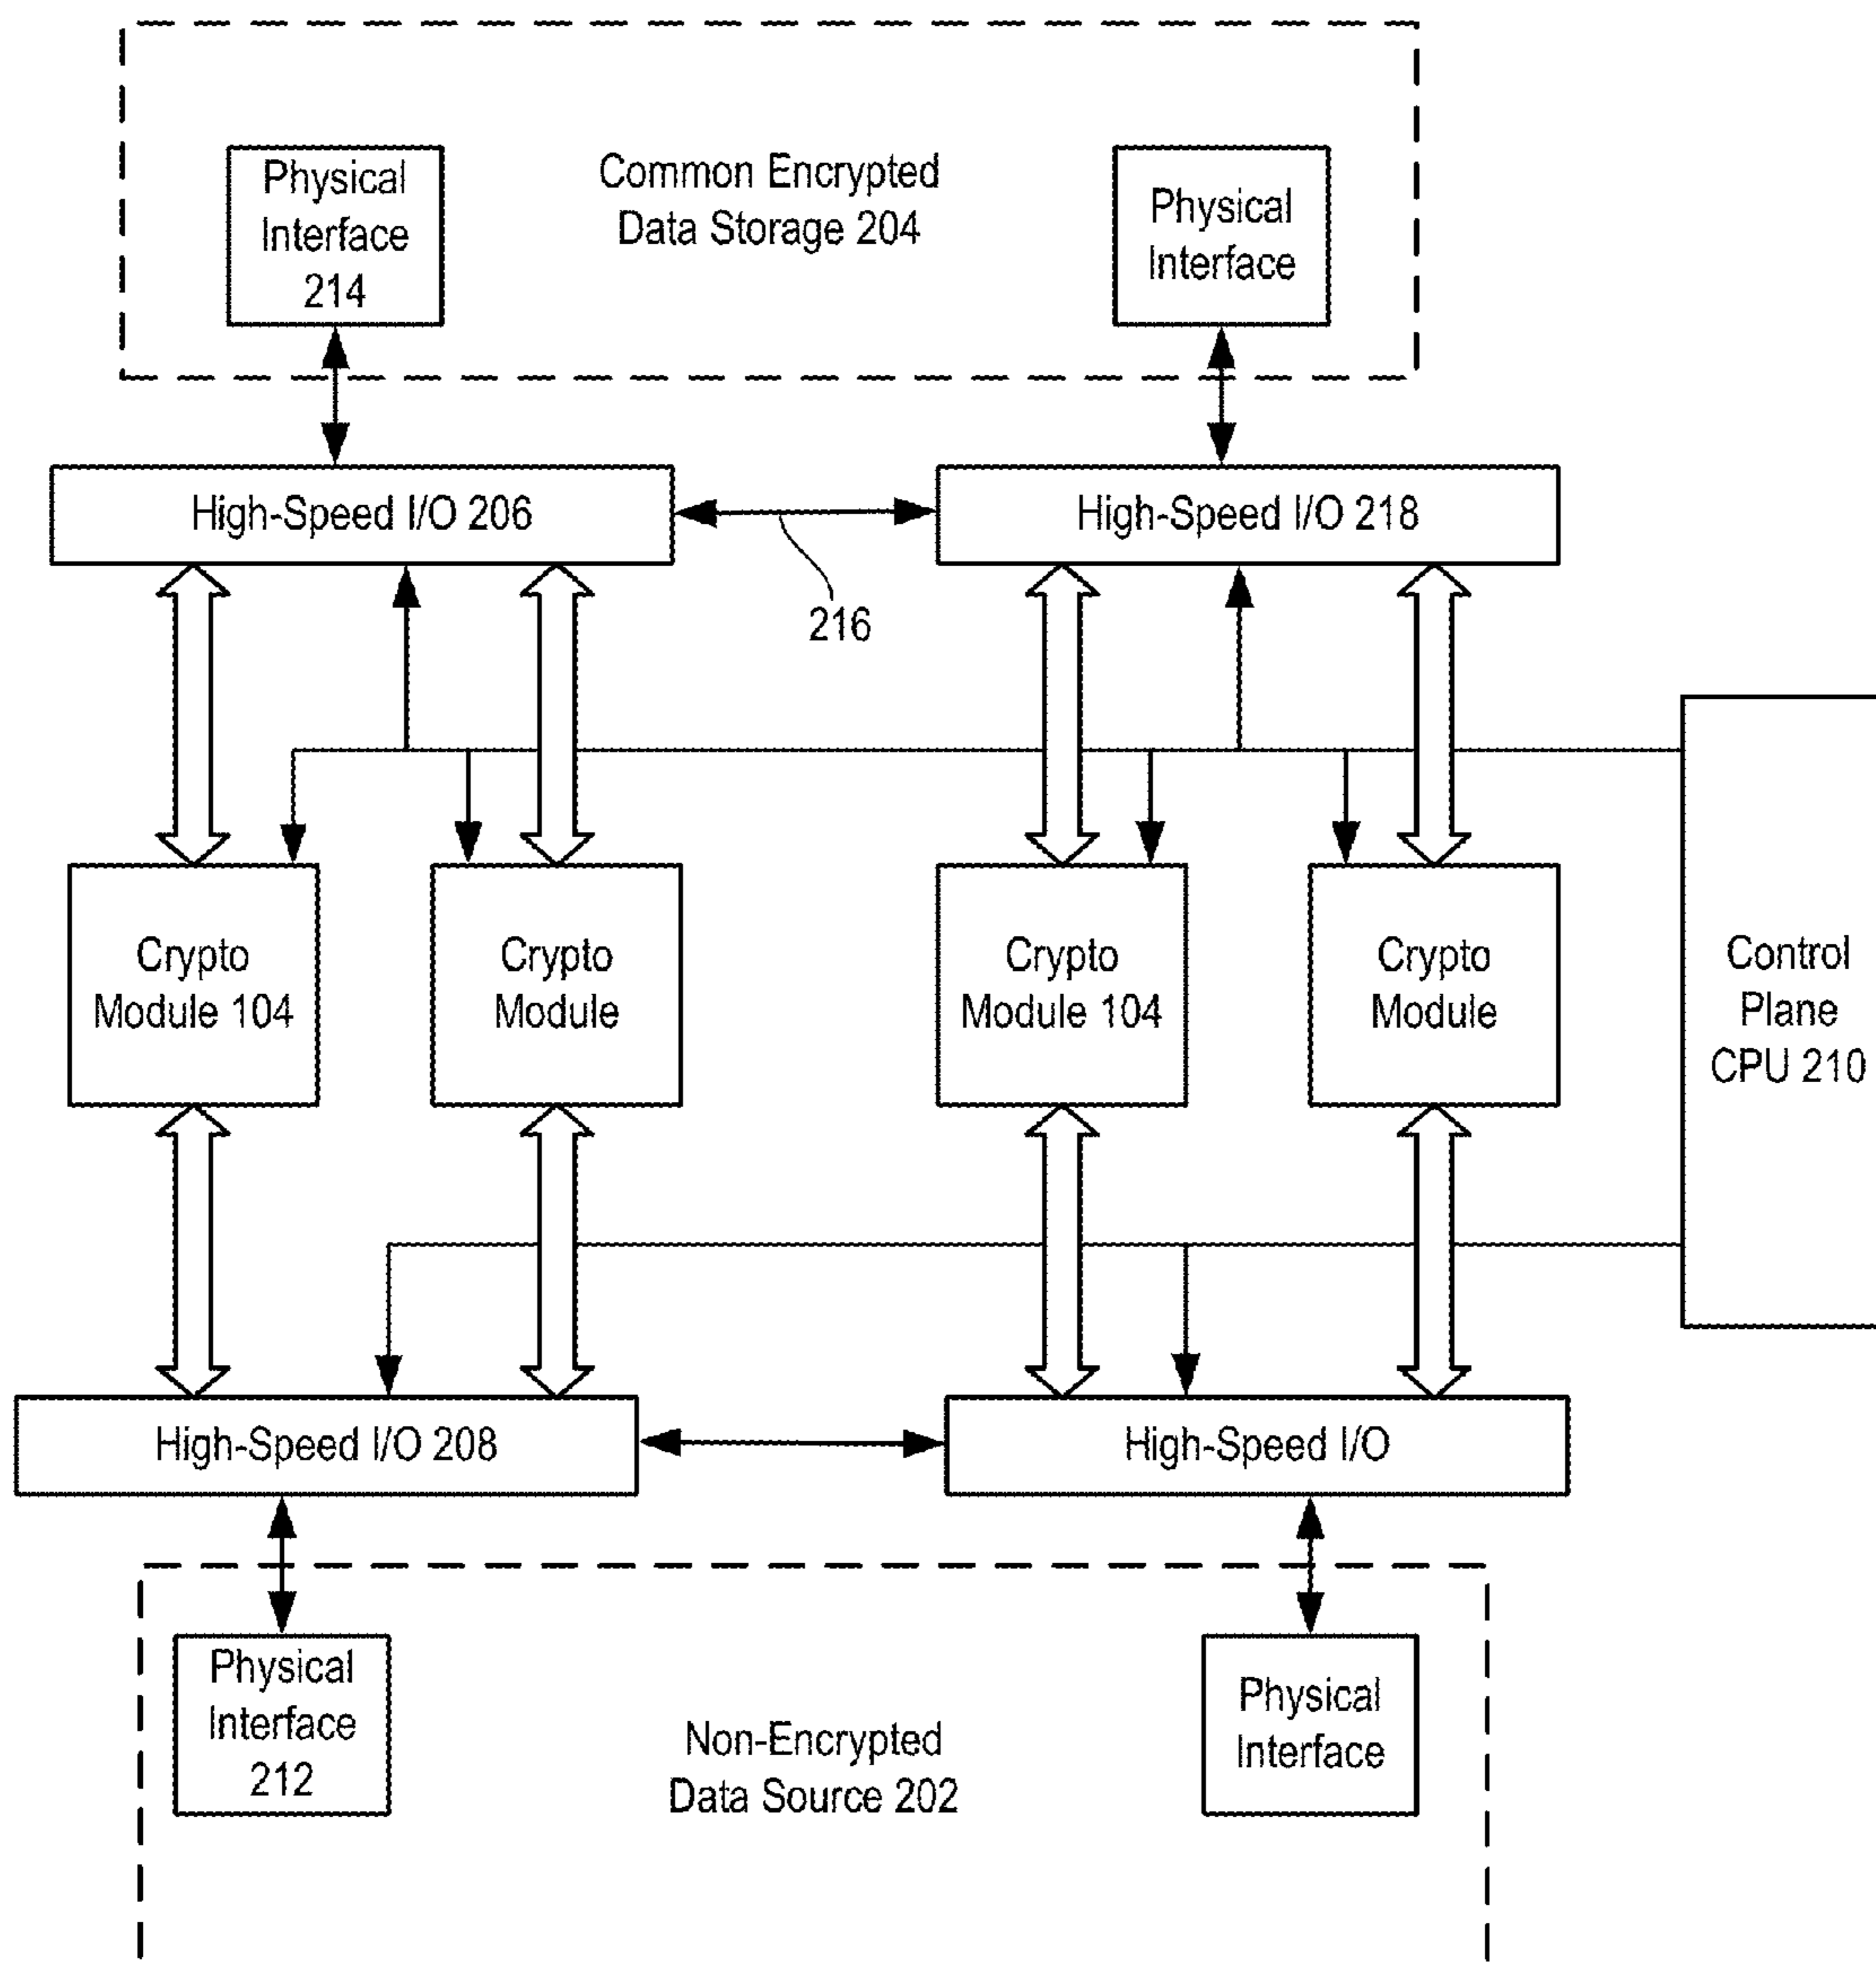 Physical
Interface
214
Common Encrypted
Data Storage 204
Physical
Interface
High-Speed I/O 206
High-Speed I/O 218
216
Crypto
Module 104
Crypto
Module
Crypto
Module 104
Crypto
Module
Control
Plane
CPU 210
High-Speed I/O 208
High-Speed I/O
Physical
Interface
212
Non-Encrypted
Data Source 202
Physical
Interface